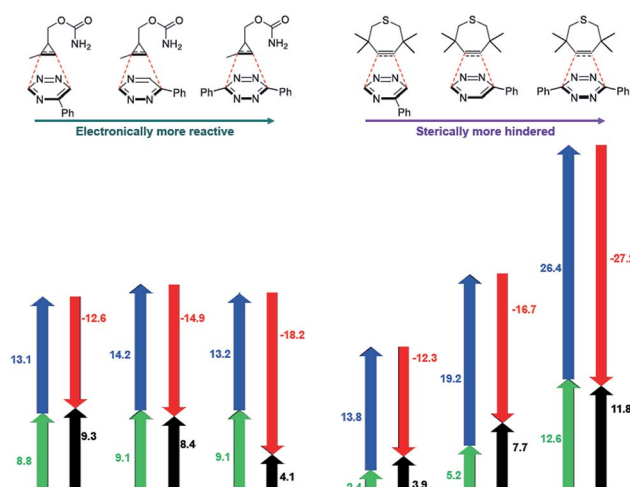 O O O O O O S S S
NH₂ NH₂ NH₂
N N N N N N N N N N
N N N N N N N N N N
Ph Ph Ph Ph Ph Ph
Ph Ph
Electronically more reactive Sterically more hindered
26.4
-12.6 -14.9 -18.2 -16.7
13.1 14.2 13.2 19.2 -12.3
13.8
8.8 9.3 9.1 8.4 9.1 4.1 3.9 5.2 7.7 12.6 11.8